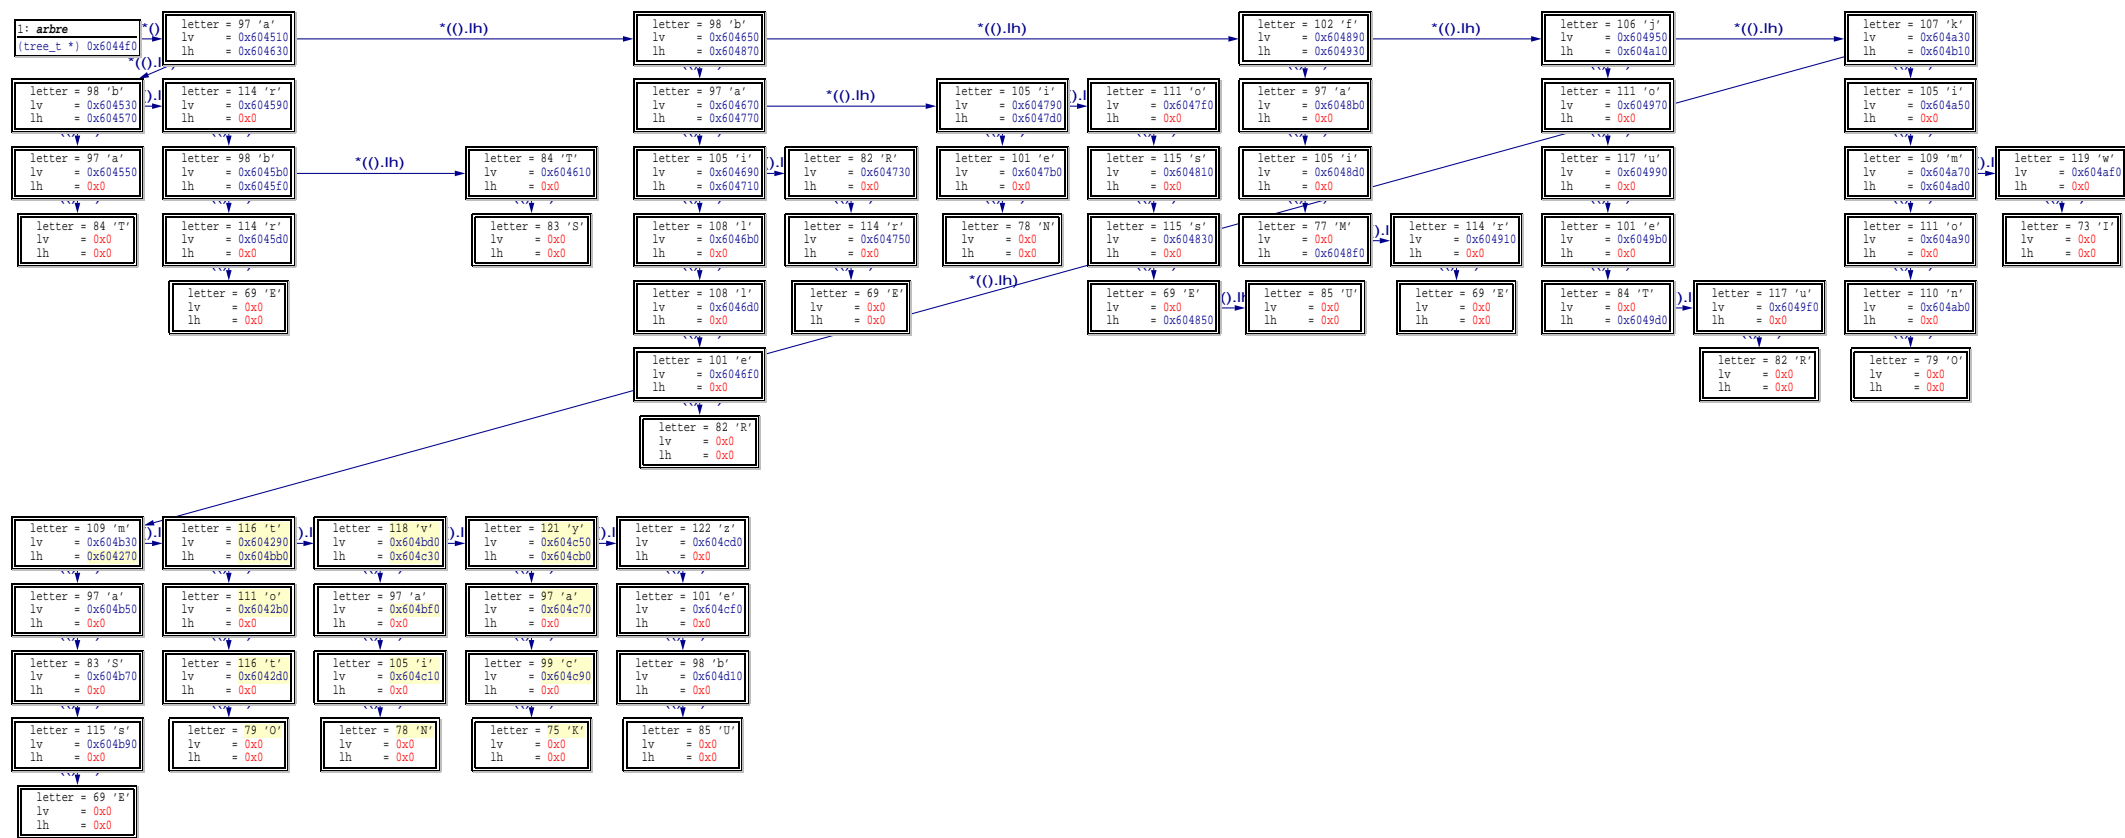 1: arbre
(tree_t *) 0x6044f0
*()
letter = 97 'a'
lv = 0x604510
lh = 0x604630
*(().lh)
letter = 98 'b'
lv = 0x604650
lh = 0x604870
*(().lh)
letter = 102 'f'
lv = 0x604890
lh = 0x604930
*(().lh)
letter = 106 'j'
lv = 0x604950
lh = 0x604a10
*(().lh)
letter = 107 'k'
lv = 0x604a30
lh = 0x604b10
*(().l
letter = 98 'b'
lv = 0x604530
lh = 0x604570
().l
letter = 114 'r'
lv = 0x604590
lh = 0x0
letter = 97 'a'
lv = 0x604670
lh = 0x604770
*(().lh)
letter = 105 'i'
lv = 0x604790
lh = 0x6047d0
().l
letter = 111 'o'
lv = 0x6047f0
lh = 0x0
letter = 97 'a'
lv = 0x6048b0
lh = 0x0
letter = 111 'o'
lv = 0x604970
lh = 0x0
letter = 105 'i'
lv = 0x604a50
lh = 0x0
letter = 97 'a'
lv = 0x604550
lh = 0x0
letter = 98 'b'
lv = 0x6045b0
lh = 0x6045f0
*(().lh)
letter = 84 'T'
lv = 0x604610
lh = 0x0
letter = 105 'i'
lv = 0x604690
lh = 0x604710
().l
letter = 82 'R'
lv = 0x604730
lh = 0x0
letter = 101 'e'
lv = 0x6047b0
lh = 0x0
letter = 115 's'
lv = 0x604810
lh = 0x0
letter = 105 'i'
lv = 0x6048d0
lh = 0x0
letter = 117 'u'
lv = 0x604990
lh = 0x0
letter = 109 'm'
lv = 0x604a70
lh = 0x604ad0
().l
letter = 119 'w'
lv = 0x604af0
lh = 0x0
letter = 84 'T'
lv = 0x0
lh = 0x0
letter = 114 'r'
lv = 0x6045d0
lh = 0x0
letter = 83 'S'
lv = 0x0
lh = 0x0
letter = 108 'l'
lv = 0x6046b0
lh = 0x0
letter = 114 'r'
lv = 0x604750
lh = 0x0
letter = 78 'N'
lv = 0x0
lh = 0x0
letter = 115 's'
lv = 0x604830
lh = 0x0
letter = 77 'M'
lv = 0x0
lh = 0x6048f0
().l
letter = 114 'r'
lv = 0x604910
lh = 0x0
letter = 101 'e'
lv = 0x6049b0
lh = 0x0
letter = 111 'o'
lv = 0x604a90
lh = 0x0
letter = 73 'I'
lv = 0x0
lh = 0x0
letter = 69 'E'
lv = 0x0
lh = 0x0
letter = 108 'l'
lv = 0x6046d0
lh = 0x0
letter = 69 'E'
lv = 0x0
lh = 0x0
*(().lh)
letter = 69 'E'
lv = 0x0
lh = 0x604850
().l
letter = 85 'U'
lv = 0x0
lh = 0x0
letter = 69 'E'
lv = 0x0
lh = 0x0
letter = 84 'T'
lv = 0x0
lh = 0x6049d0
).l
letter = 117 'u'
lv = 0x6049f0
lh = 0x0
letter = 110 'n'
lv = 0x604ab0
lh = 0x0
letter = 101 'e'
lv = 0x6046f0
lh = 0x0
letter = 82 'R'
lv = 0x0
lh = 0x0
letter = 79 'O'
lv = 0x0
lh = 0x0
letter = 82 'R'
lv = 0x0
lh = 0x0
letter = 109 'm'
lv = 0x604b30
lh = 0x604270
().l
letter = 116 't'
lv = 0x604290
lh = 0x604bb0
).l
letter = 118 'v'
lv = 0x604bd0
lh = 0x604c30
().l
letter = 121 'y'
lv = 0x604c50
lh = 0x604cb0
().l
letter = 122 'z'
lv = 0x604cd0
lh = 0x0
letter = 97 'a'
lv = 0x604b50
lh = 0x0
letter = 111 'o'
lv = 0x6042b0
lh = 0x0
letter = 97 'a'
lv = 0x604bf0
lh = 0x0
letter = 97 'a'
lv = 0x604c70
lh = 0x0
letter = 101 'e'
lv = 0x604cf0
lh = 0x0
letter = 83 'S'
lv = 0x604b70
lh = 0x0
letter = 116 't'
lv = 0x6042d0
lh = 0x0
letter = 105 'i'
lv = 0x604c10
lh = 0x0
letter = 99 'c'
lv = 0x604c90
lh = 0x0
letter = 98 'b'
lv = 0x604d10
lh = 0x0
letter = 115 's'
lv = 0x604b90
lh = 0x0
letter = 79 'O'
lv = 0x0
lh = 0x0
letter = 78 'N'
lv = 0x0
lh = 0x0
letter = 75 'K'
lv = 0x0
lh = 0x0
letter = 85 'U'
lv = 0x0
lh = 0x0
letter = 69 'E'
lv = 0x0
lh = 0x0